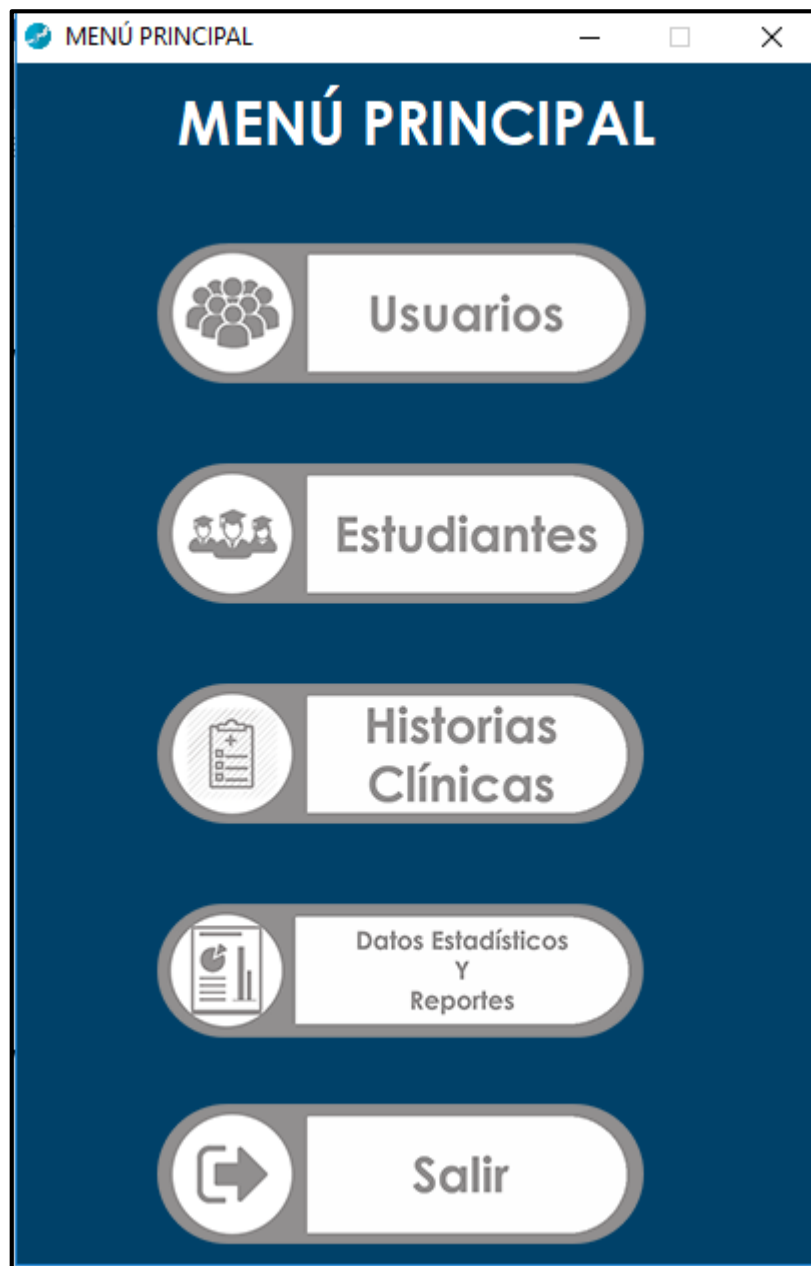 MENÚ PRINCIPAL
MENÚ PRINCIPAL
Usuarios
Estudiantes
Historias
Clínicas
Datos Estadísticos
Y
Reportes
Salir